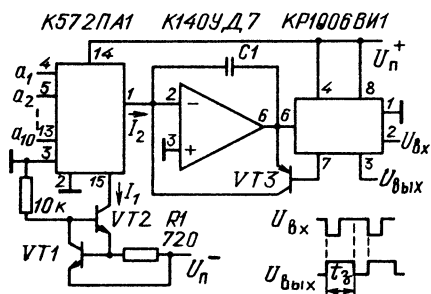 К572ПА1 К140УД7 КР1006ВИ1
14 C1 Uп+
a1 4
a2 5
a10 13
3
1 2 − 6 6 4 8 1
I2 2 Uвх
3 +
7 3
2 15 I1 VT3 Uвых
10к VT2 R1
720
VT1 Uп−
Uвх
Uвых tз